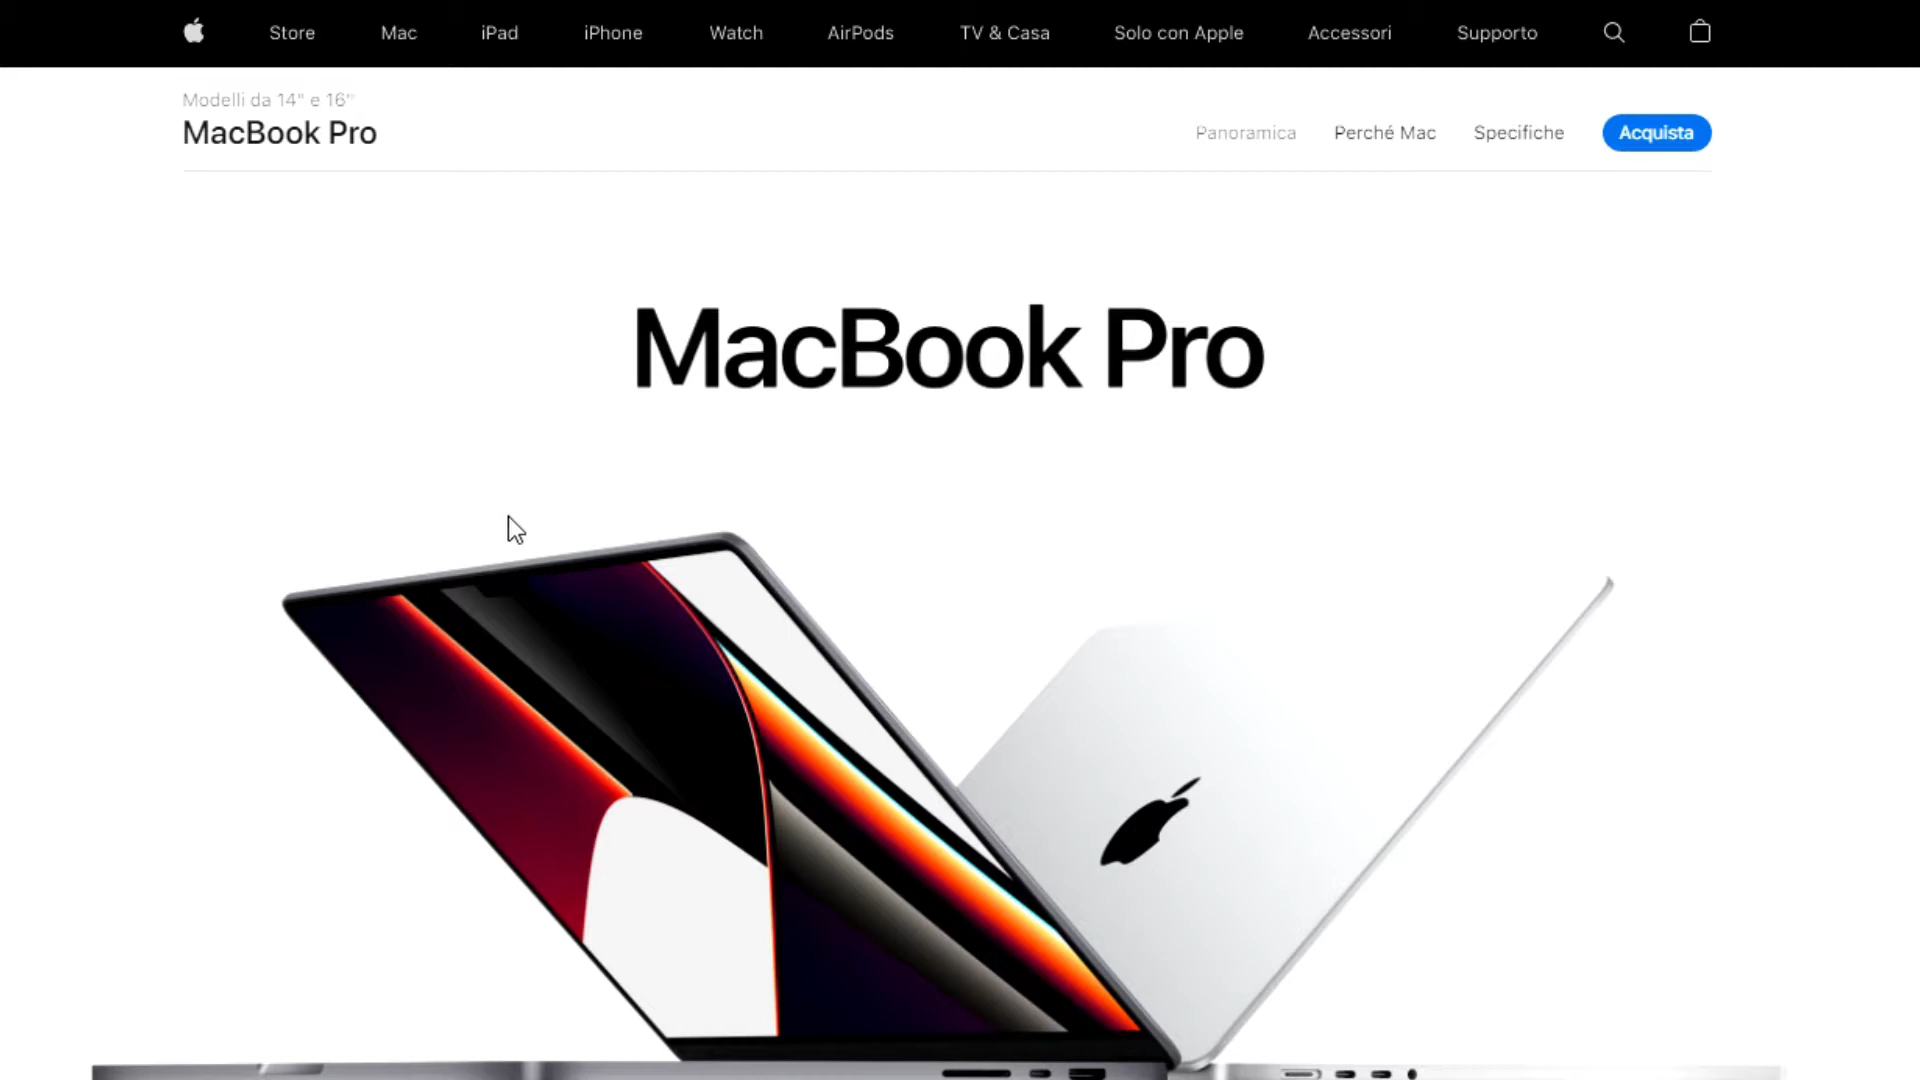 Store Mac iPad iPhone Watch AirPods TV & Casa Solo con Apple Accessori Supporto
Modelli da 14" e 16"
MacBook Pro
Panoramica Perché Mac Specifiche Acquista
MacBook Pro